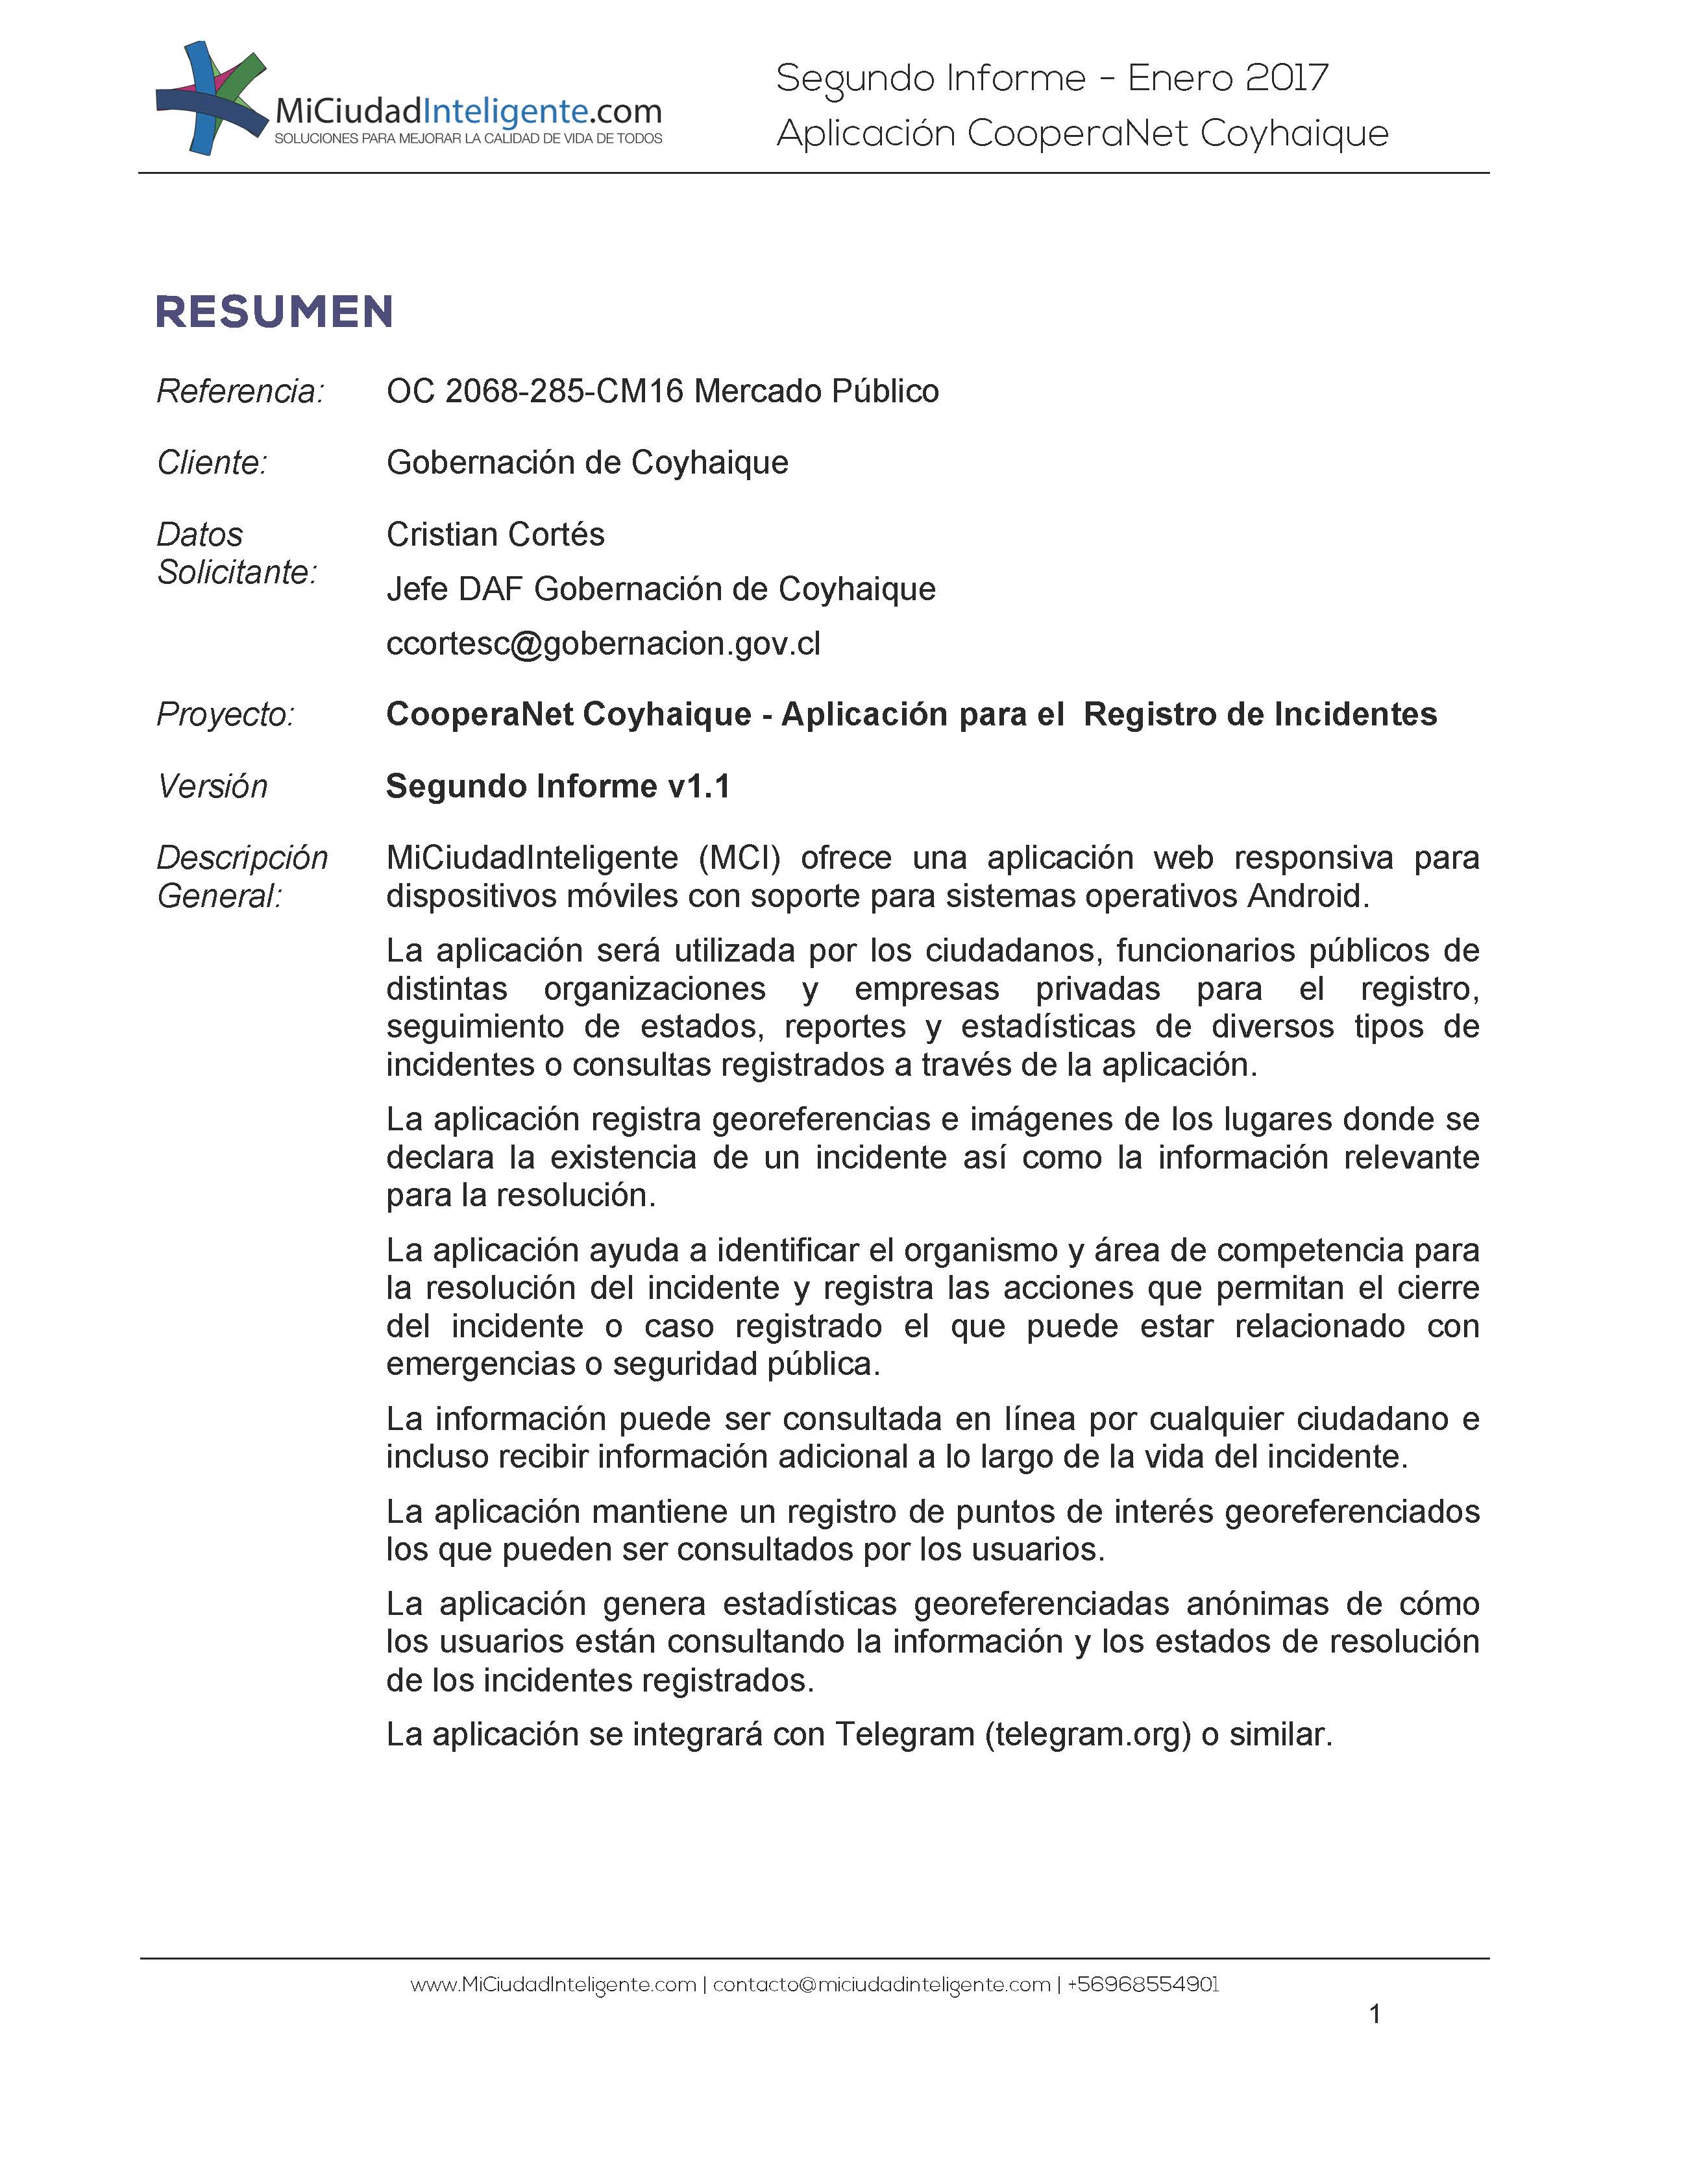 MiCiudadInteligente.com
SOLUCIONES PARA MEJORAR LA CALIDAD DE VIDA DE TODOS
Segundo Informe - Enero 2017
Aplicación CooperaNet Coyhaique
RESUMEN
Referencia: OC 2068-285-CM16 Mercado Público
Cliente: Gobernación de Coyhaique
Datos Solicitante: Cristian Cortés
Jefe DAF Gobernación de Coyhaique
ccortesc@gobernacion.gov.cl
Proyecto: CooperaNet Coyhaique - Aplicación para el  Registro de Incidentes
Versión Segundo Informe v1.1
Descripción General:
MiCiudadInteligente (MCI) ofrece una aplicación web responsiva para
dispositivos móviles con soporte para sistemas operativos Android.
La aplicación será utilizada por los ciudadanos, funcionarios públicos de
distintas organizaciones y empresas privadas para el registro,
seguimiento de estados, reportes y estadísticas de diversos tipos de
incidentes o consultas registrados a través de la aplicación.
La aplicación registra georeferencias e imágenes de los lugares donde se
declara la existencia de un incidente así como la información relevante
para la resolución.
La aplicación ayuda a identificar el organismo y área de competencia para
la resolución del incidente y registra las acciones que permitan el cierre
del incidente o caso registrado el que puede estar relacionado con
emergencias o seguridad pública.
La información puede ser consultada en línea por cualquier ciudadano e
incluso recibir información adicional a lo largo de la vida del incidente.
La aplicación mantiene un registro de puntos de interés georeferenciados
los que pueden ser consultados por los usuarios.
La aplicación genera estadísticas georeferenciadas anónimas de cómo
los usuarios están consultando la información y los estados de resolución
de los incidentes registrados.
La aplicación se integrará con Telegram (telegram.org) o similar.
www.MiCiudadInteligente.com | contacto@miciudadinteligente.com | +56968554901
1